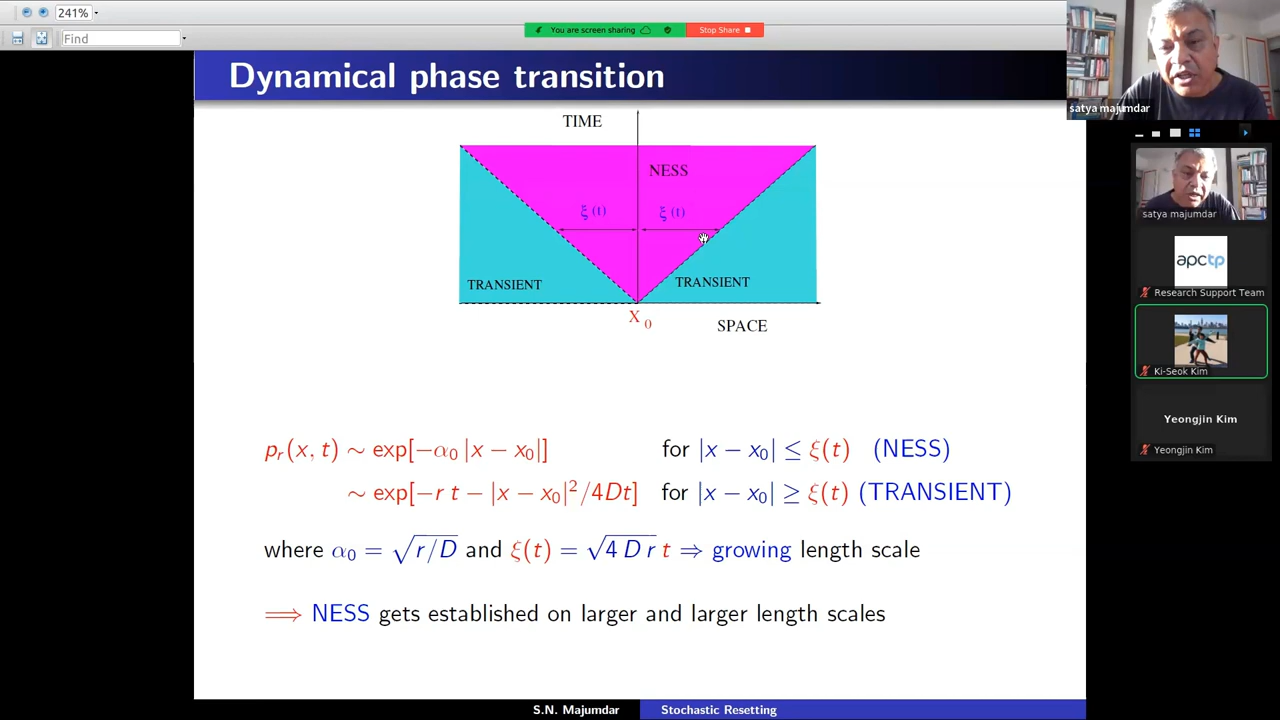 241%
Find
You are screen sharing
Stop Share
Dynamical phase transition
TIME
NESS
ξ (t)
ξ (t)
TRANSIENT
TRANSIENT
X 0
SPACE
pᵣ(x, t) ∼ exp[−α₀ |x − x₀|] for |x − x₀| ≤ ξ(t) (NESS)
∼ exp[−r t − |x − x₀|²/4Dt] for |x − x₀| ≥ ξ(t) (TRANSIENT)
where α₀ = √r/D and ξ(t) = √4 D r t ⇒ growing length scale
⟹ NESS gets established on larger and larger length scales
S.N. Majumdar
Stochastic Resetting
satya majumdar
satya majumdar
apctp
Research Support Team
Ki-Seok Kim
Yeongjin Kim
Yeongjin Kim